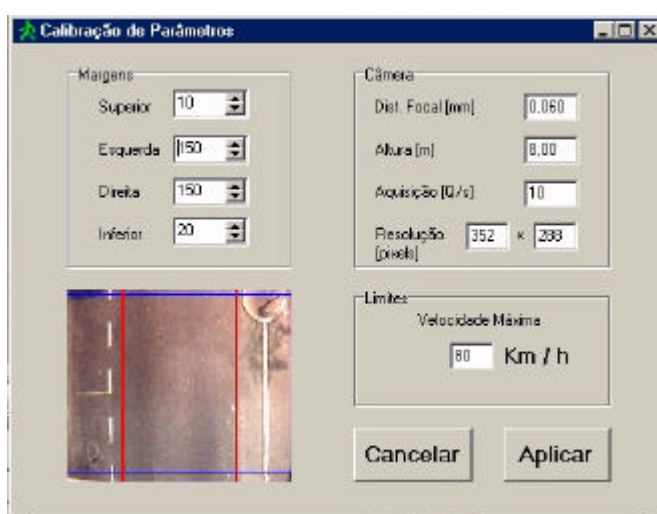 Calibração de Parâmetros
Margens
Superior 10
Esquerda 150
Direita 150
Inferior 20
Câmera
Dist. Focal [mm] 0.060
Altura [m] 8,00
Aquisição [Q/s] 10
Resolução [pixels] 352 x 288
Limites
Velocidade Máxima
80 Km / h
Cancelar Aplicar